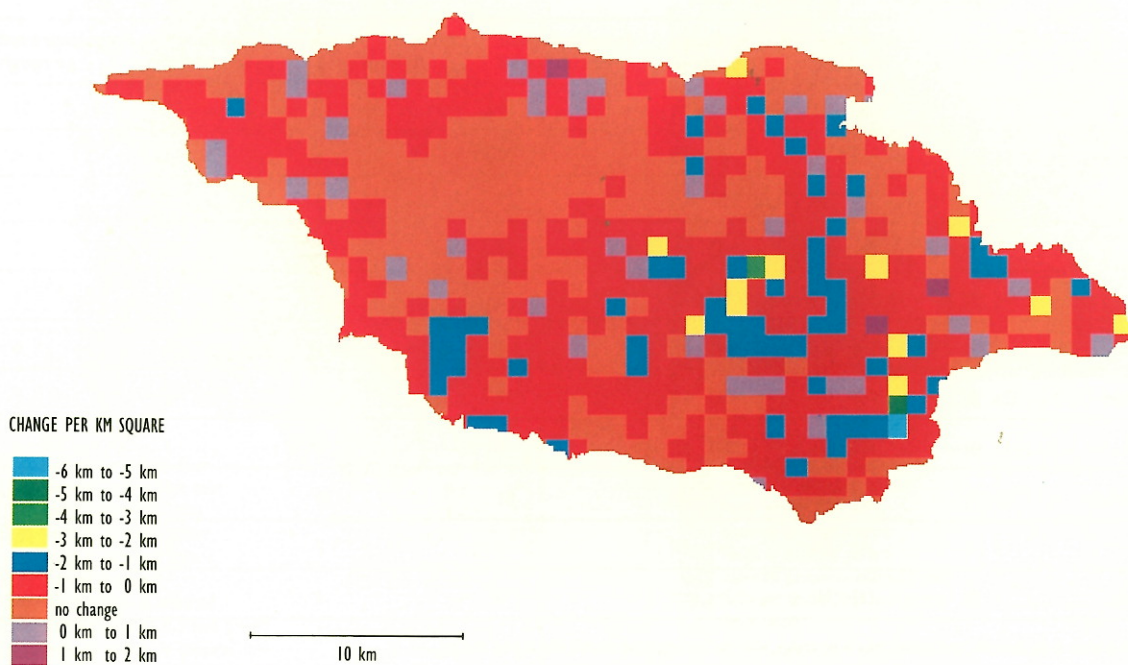 CHANGE PER KM SQUARE
-6 km to -5 km
-5 km to -4 km
-4 km to -3 km
-3 km to -2 km
-2 km to -1 km
-1 km to 0 km
no change
0 km to 1 km
1 km to 2 km
10 km